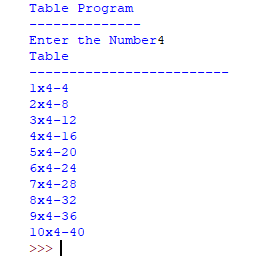 Table Program
--------------
Enter the Number4
Table
-------------------------
1x4-4
2x4-8
3x4-12
4x4-16
5x4-20
6x4-24
7x4-28
8x4-32
9x4-36
10x4-40
>>>